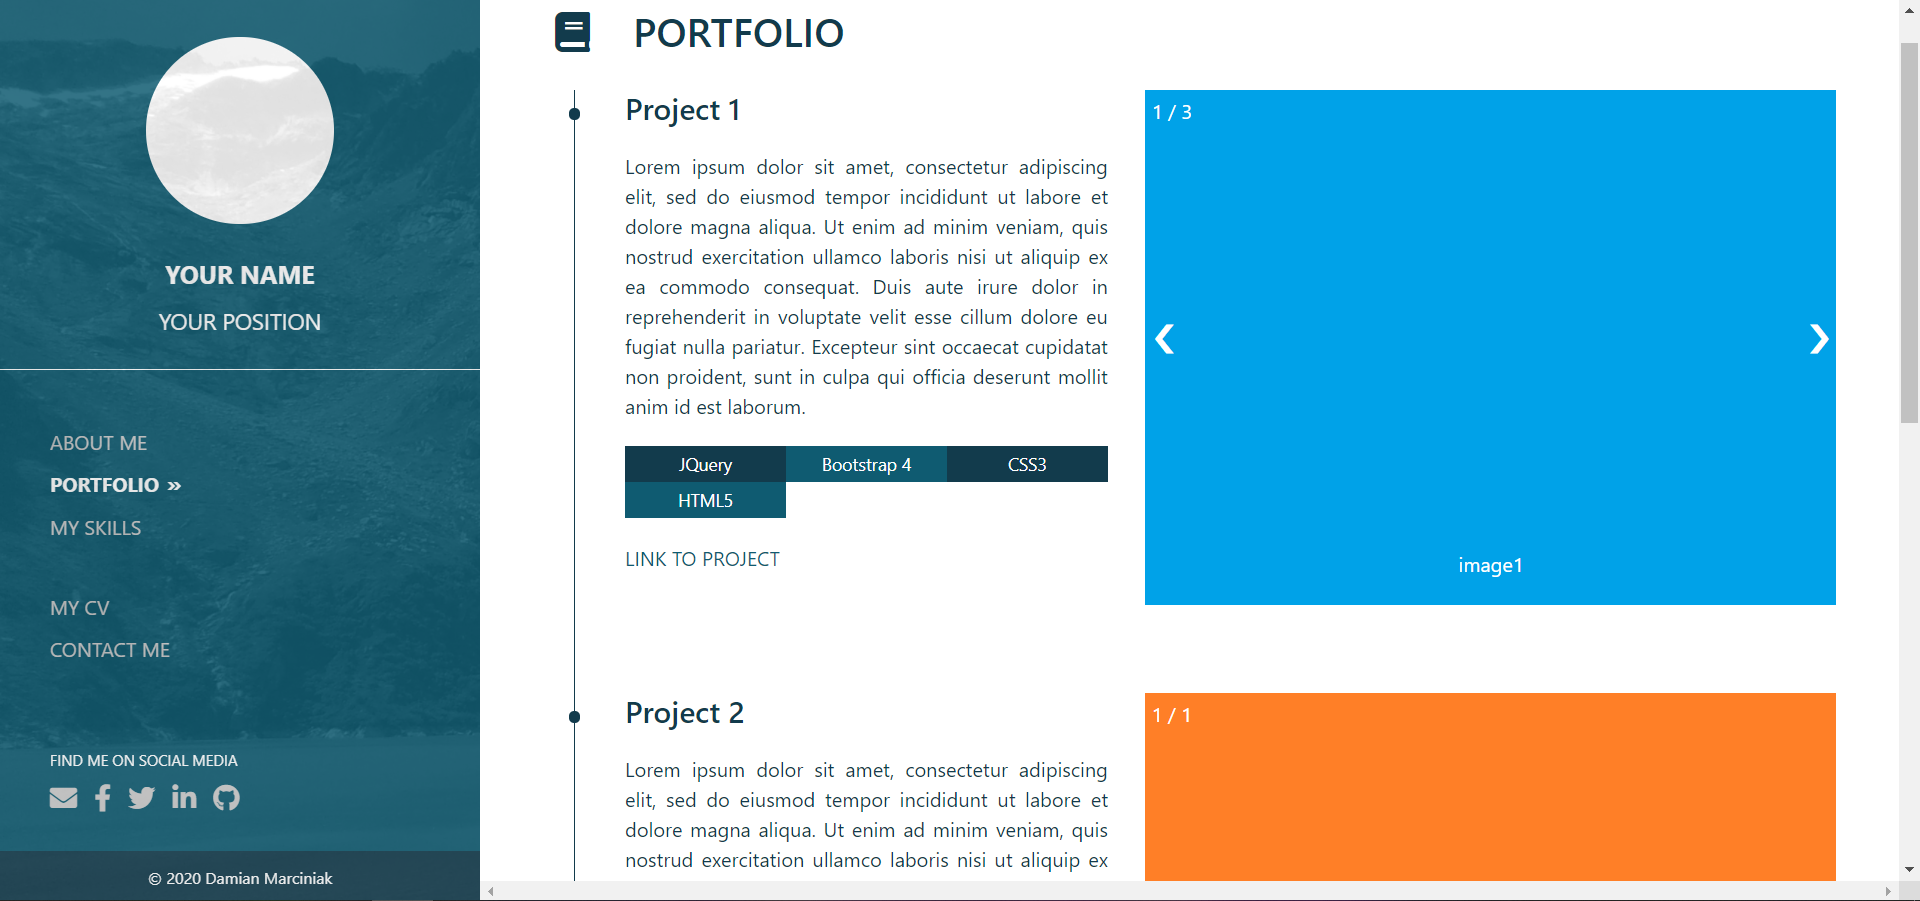 YOUR NAME
YOUR POSITION
ABOUT ME
PORTFOLIO »
MY SKILLS
MY CV
CONTACT ME
FIND ME ON SOCIAL MEDIA
© 2020 Damian Marciniak
PORTFOLIO
Project 1
Lorem ipsum dolor sit amet, consectetur adipiscing
elit, sed do eiusmod tempor incididunt ut labore et
dolore magna aliqua. Ut enim ad minim veniam, quis
nostrud exercitation ullamco laboris nisi ut aliquip ex
ea commodo consequat. Duis aute irure dolor in
reprehenderit in voluptate velit esse cillum dolore eu
fugiat nulla pariatur. Excepteur sint occaecat cupidatat
non proident, sunt in culpa qui officia deserunt mollit
anim id est laborum.
JQuery
Bootstrap 4
CSS3
HTML5
LINK TO PROJECT
1 / 3
❮
❯
image1
Project 2
Lorem ipsum dolor sit amet, consectetur adipiscing
elit, sed do eiusmod tempor incididunt ut labore et
dolore magna aliqua. Ut enim ad minim veniam, quis
nostrud exercitation ullamco laboris nisi ut aliquip ex
1 / 1